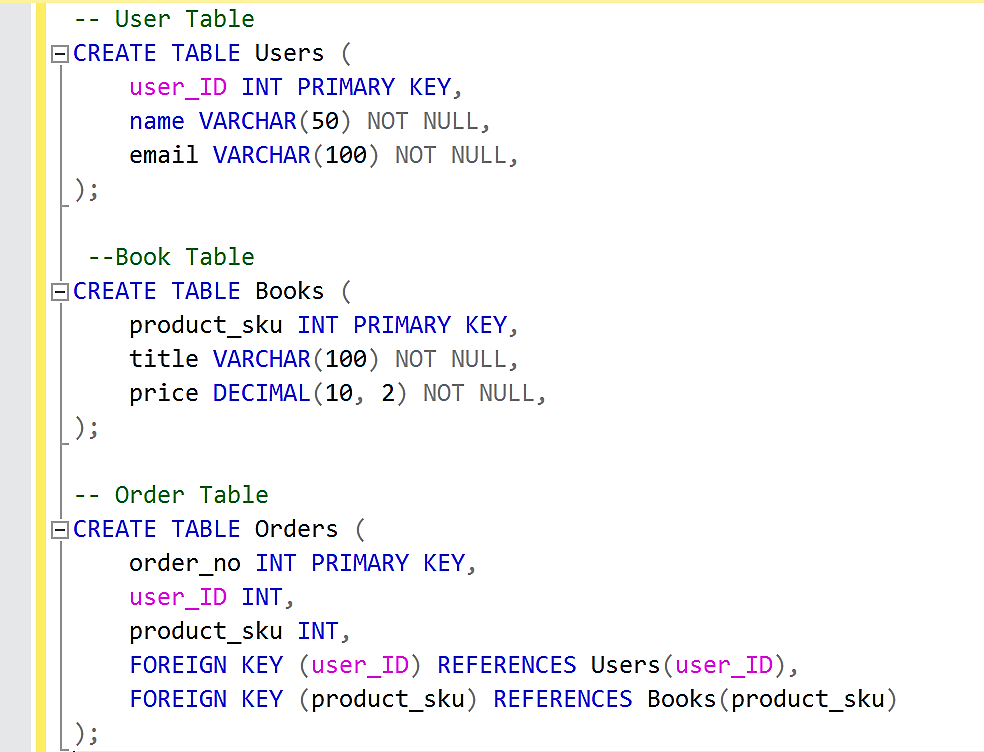 -- User Table
CREATE TABLE Users (
    user_ID INT PRIMARY KEY,
    name VARCHAR(50) NOT NULL,
    email VARCHAR(100) NOT NULL,
);

 --Book Table
CREATE TABLE Books (
    product_sku INT PRIMARY KEY,
    title VARCHAR(100) NOT NULL,
    price DECIMAL(10, 2) NOT NULL,
);

-- Order Table
CREATE TABLE Orders (
    order_no INT PRIMARY KEY,
    user_ID INT,
    product_sku INT,
    FOREIGN KEY (user_ID) REFERENCES Users(user_ID),
    FOREIGN KEY (product_sku) REFERENCES Books(product_sku)
);